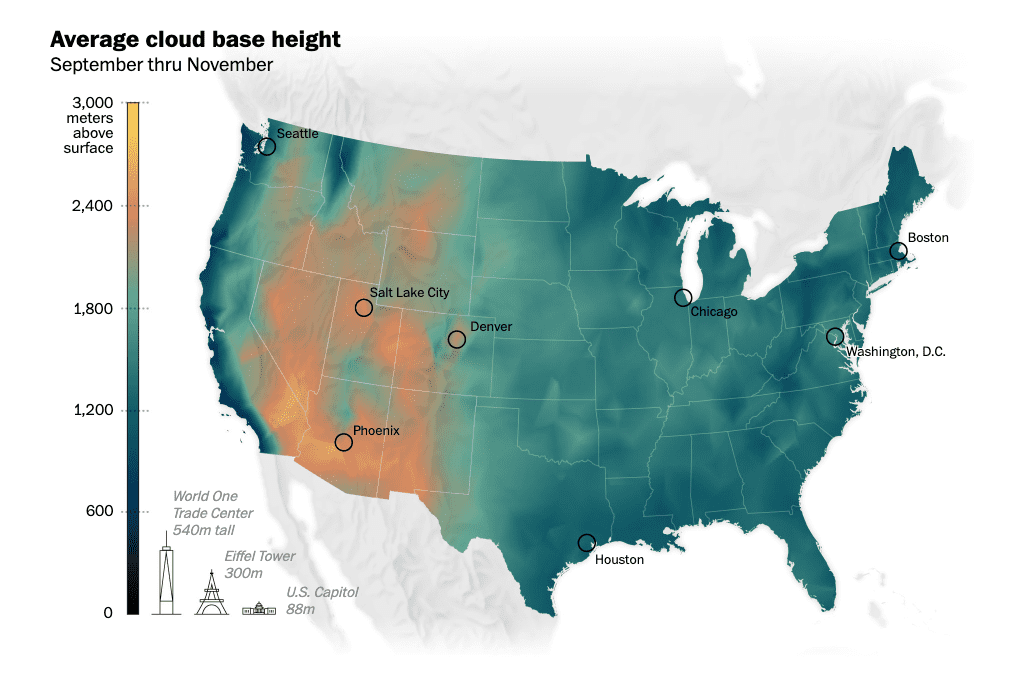 Average cloud base height
September thru November
3,000
meters
above
surface
2,400
1,800
1,200
600
0
World One
Trade Center
540m tall
Eiffel Tower
300m
U.S. Capitol
88m
Seattle
Salt Lake City
Denver
Phoenix
Houston
Chicago
Boston
Washington, D.C.